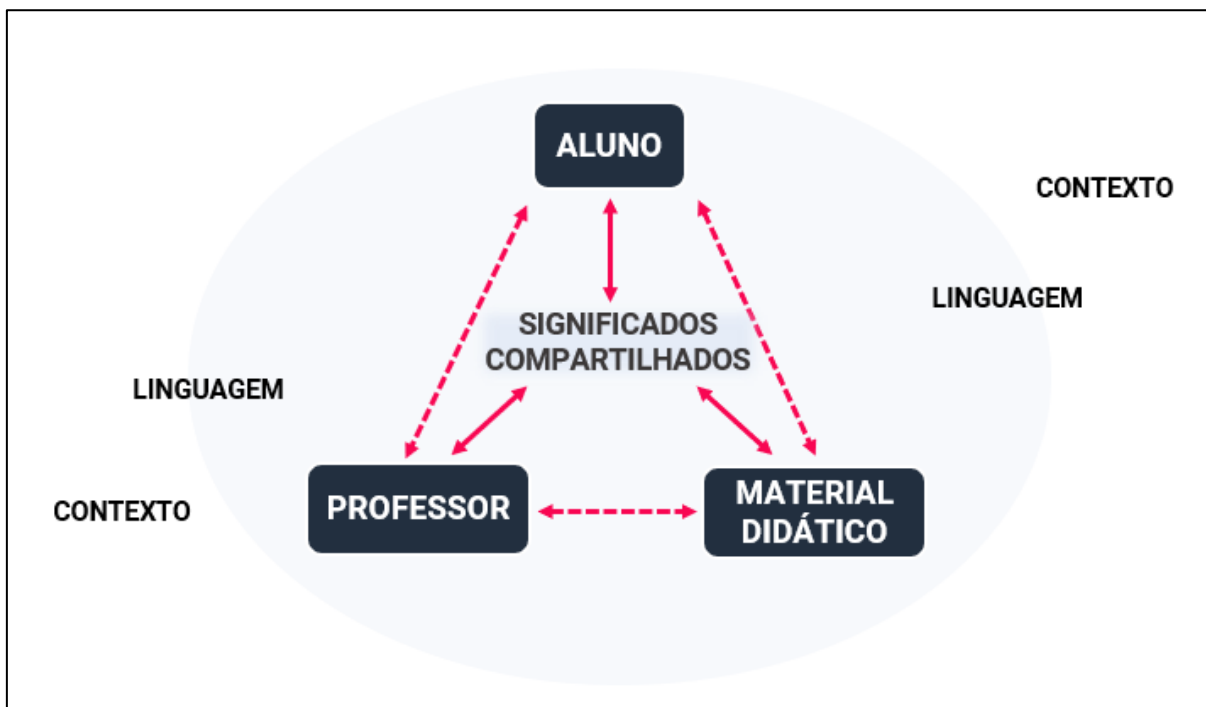 ALUNO
CONTEXTO
LINGUAGEM
SIGNIFICADOS
COMPARTILHADOS
LINGUAGEM
CONTEXTO
PROFESSOR
MATERIAL
DIDÁTICO